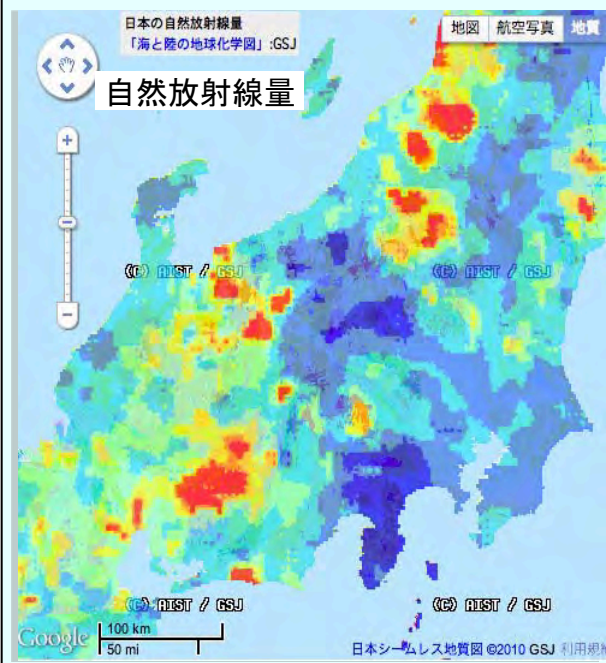 日本の自然放射線量
「海と陸の地球化学図」:GSJ
地図 航空写真 地質
自然放射線量
(C) AIST / GSJ
(C) AIST / GSJ
(C) AIST / GSJ
(C) AIST / GSJ
Google
100 km
50 mi
日本シームレス地質図 ©2010 GSJ 利用規